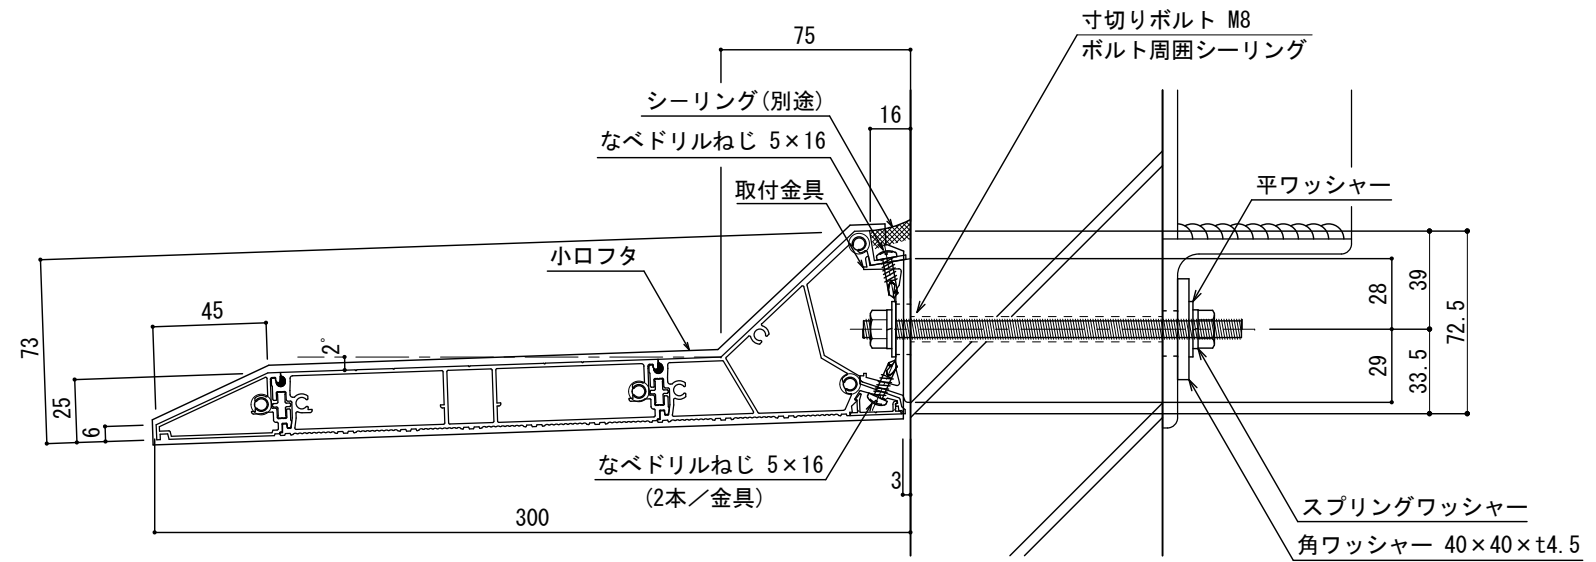 寸切りボルト M8
ボルト周囲シーリング
75
シーリング(別途)
16
なべドリルねじ 5×16
取付金具
平ワッシャー
小口フタ
45
73
2°
25
6
28
39
72.5
29
33.5
なべドリルねじ 5×16
(2本／金具)
3
300
スプリングワッシャー
角ワッシャー 40×40×t4.5